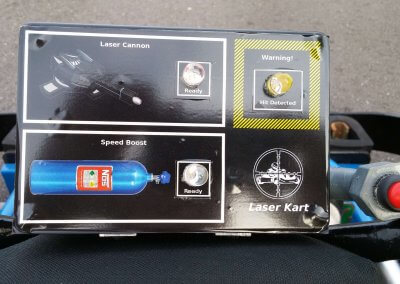 Laser Cannon
Ready
Warning!
Hit Detected
Speed Boost
NOS
Ready
Laser Kart